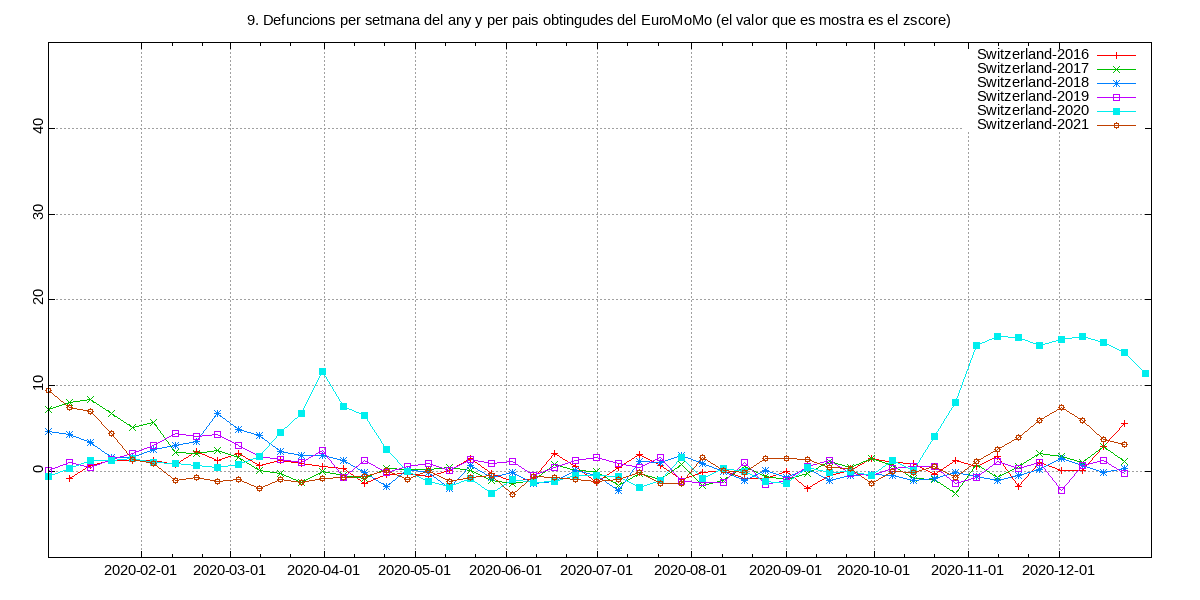 9. Defuncions per setmana del any y per pais obtingudes del EuroMoMo (el valor que es mostra es el zscore)
Switzerland-2016
Switzerland-2017
Switzerland-2018
Switzerland-2019
Switzerland-2020
Switzerland-2021
40
30
20
10
0
2020-02-01 2020-03-01 2020-04-01 2020-05-01 2020-06-01 2020-07-01 2020-08-01 2020-09-01 2020-10-01 2020-11-01 2020-12-01